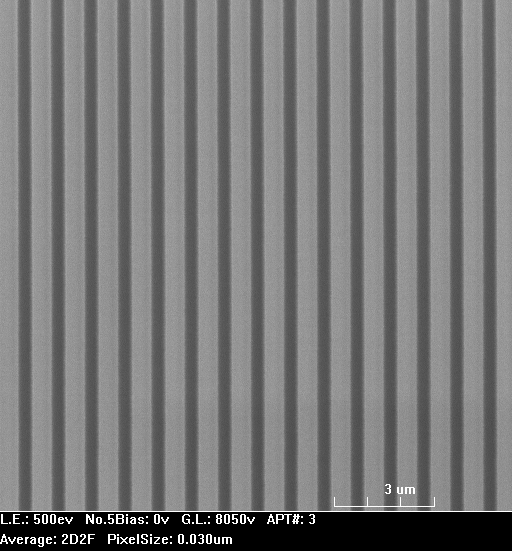 3 um
L.E.: 500ev No.5Bias: 0v G.L.: 8050v APT#: 3
Average: 2D2F PixelSize: 0.030um